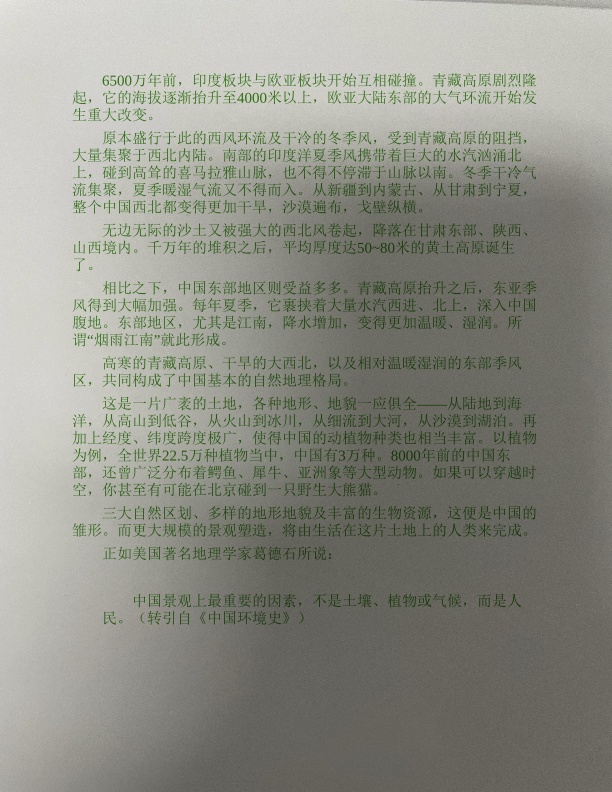 6500万年前，印度板块与欧亚板块开始互相碰撞。青藏高原剧烈隆
起，它的海拔逐渐抬升至4000米以上，欧亚大陆东部的大气环流开始发
生重大改变。
原本盛行于此的西风环流及干冷的冬季风，受到青藏高原的阻挡，
大量集聚于西北内陆。南部的印度洋夏季风携带着巨大的水汽汹涌北
上，碰到高耸的喜马拉雅山脉，也不得不停滞于山脉以南。冬季干冷气
流集聚，夏季暖湿气流又不得而入。从新疆到内蒙古、从甘肃到宁夏，
整个中国西北都变得更加干旱，沙漠遍布，戈壁纵横。
无边无际的沙土又被强大的西北风卷起，降落在甘肃东部、陕西、
山西境内。千万年的堆积之后，平均厚度达50~80米的黄土高原诞生
了。
相比之下，中国东部地区则受益多多。青藏高原抬升之后，东亚季
风得到大幅加强。每年夏季，它裹挟着大量水汽西进、北上，深入中国
腹地。东部地区，尤其是江南，降水增加，变得更加温暖、湿润。所
谓“烟雨江南”就此形成。
高寒的青藏高原、干旱的大西北，以及相对温暖湿润的东部季风
区，共同构成了中国基本的自然地理格局。
这是一片广袤的土地，各种地形、地貌一应俱全——从陆地到海
洋，从高山到低谷，从火山到冰川，从细流到大河，从沙漠到湖泊。再
加上经度、纬度跨度极广，使得中国的动植物种类也相当丰富。以植物
为例，全世界22.5万种植物当中，中国有3万种。8000年前的中国东
部，还曾广泛分布着鳄鱼、犀牛、亚洲象等大型动物。如果可以穿越时
空，你甚至有可能在北京碰到一只野生大熊猫。
三大自然区划、多样的地形地貌及丰富的生物资源，这便是中国的
雏形。而更大规模的景观塑造，将由生活在这片土地上的人类来完成。
正如美国著名地理学家葛德石所说：
中国景观上最重要的因素，不是土壤、植物或气候，而是人
民。（转引自《中国环境史》）